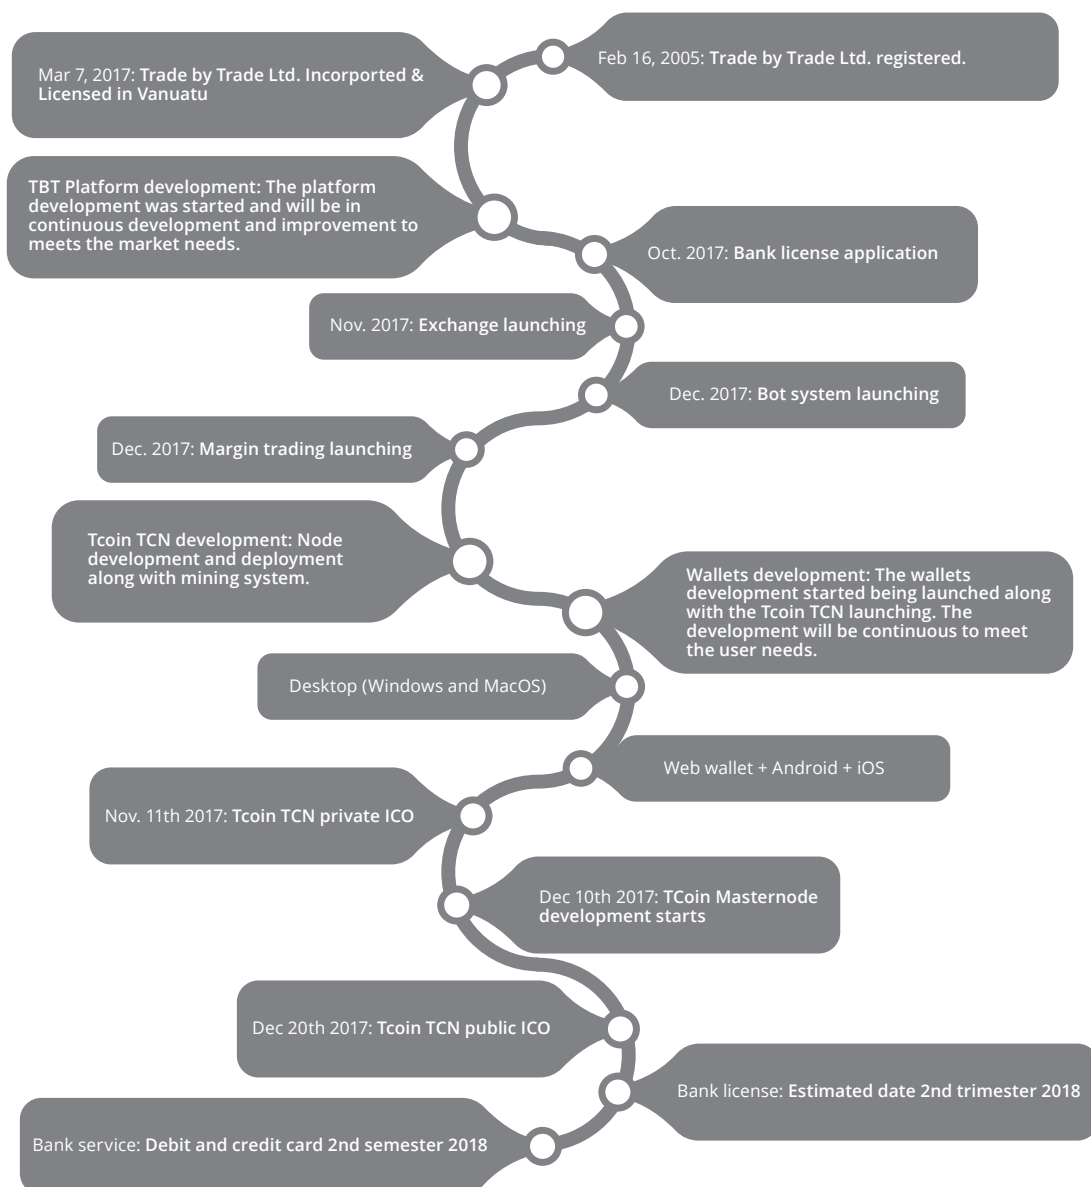 Feb 16, 2005: Trade by Trade Ltd. registered.
Mar 7, 2017: Trade by Trade Ltd. Incorported &
Licensed in Vanuatu
TBT Platform development: The platform
development was started and will be in
continuous development and improvement to
meets the market needs.
Oct. 2017: Bank license application
Nov. 2017: Exchange launching
Dec. 2017: Bot system launching
Dec. 2017: Margin trading launching
Tcoin TCN development: Node
development and deployment
along with mining system.
Wallets development: The wallets
development started being launched along
with the Tcoin TCN launching. The
development will be continuous to meet
the user needs.
Desktop (Windows and MacOS)
Web wallet + Android + iOS
Nov. 11th 2017: Tcoin TCN private ICO
Dec 10th 2017: TCoin Masternode
development starts
Dec 20th 2017: Tcoin TCN public ICO
Bank license: Estimated date 2nd trimester 2018
Bank service: Debit and credit card 2nd semester 2018